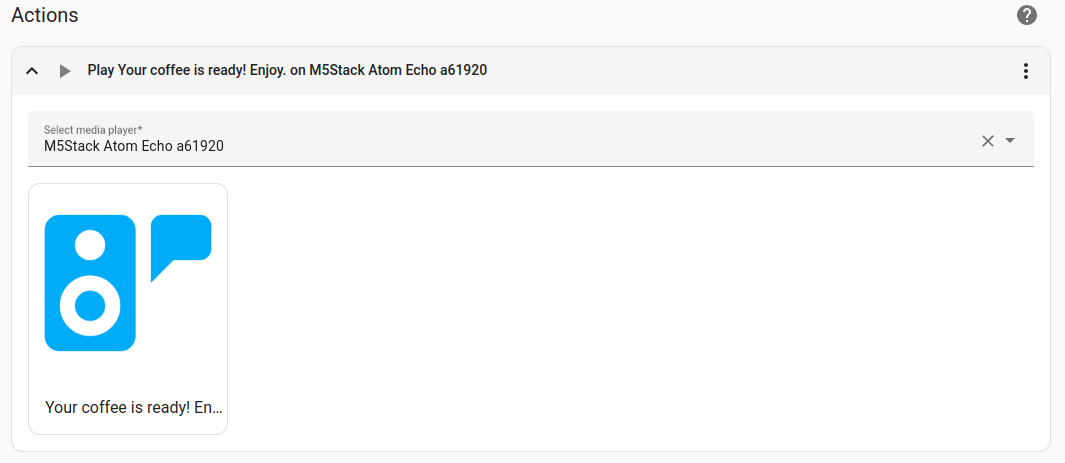 Actions
Play Your coffee is ready! Enjoy. on M5Stack Atom Echo a61920
Select media player*
M5Stack Atom Echo a61920
Your coffee is ready! En…